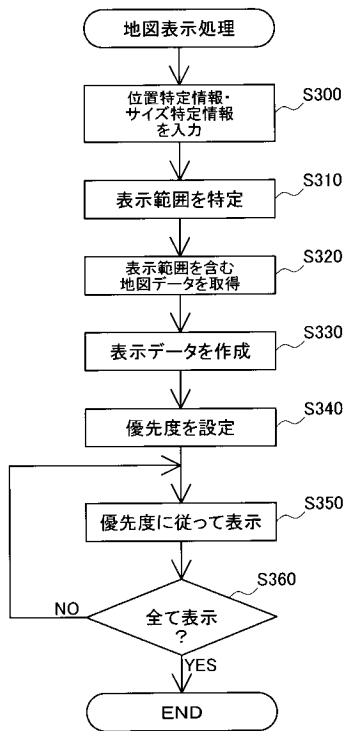 地図表示処理
位置特定情報・
サイズ特定情報
を入力
S300
表示範囲を特定
S310
表示範囲を含む
地図データを取得
S320
表示データを作成
S330
優先度を設定
S340
優先度に従って表示
S350
全て表示
?
S360
NO
YES
END